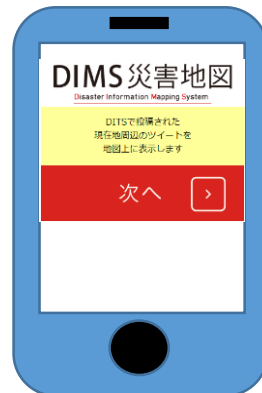 DIMS災害地図
Disaster Information Mapping System
DITSで投稿された
現在地周辺のツイートを
地図上に表示します
次へ